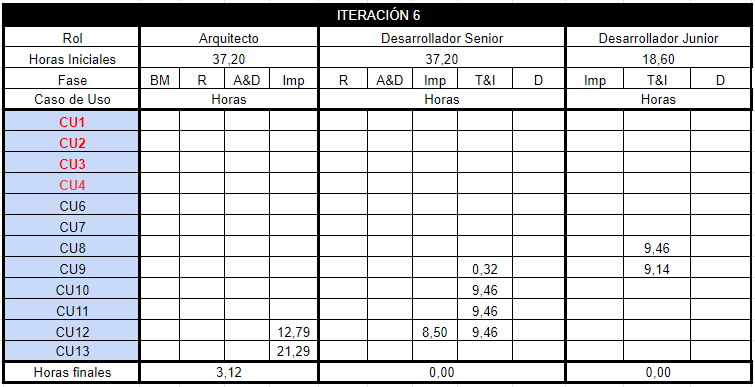 ITERACIÓN 6
Rol Arquitecto Desarrollador Senior Desarrollador Junior
Horas Iniciales 37,20 37,20 18,60
Fase BM R A&D Imp R A&D Imp T&I D Imp T&I D
Caso de Uso Horas Horas Horas
CU1
CU2
CU3
CU4
CU6
CU7
CU8 9,46
CU9 0,32 9,14
CU10 9,46
CU11 9,46
CU12 12,79 8,50 9,46
CU13 21,29
Horas finales 3,12 0,00 0,00